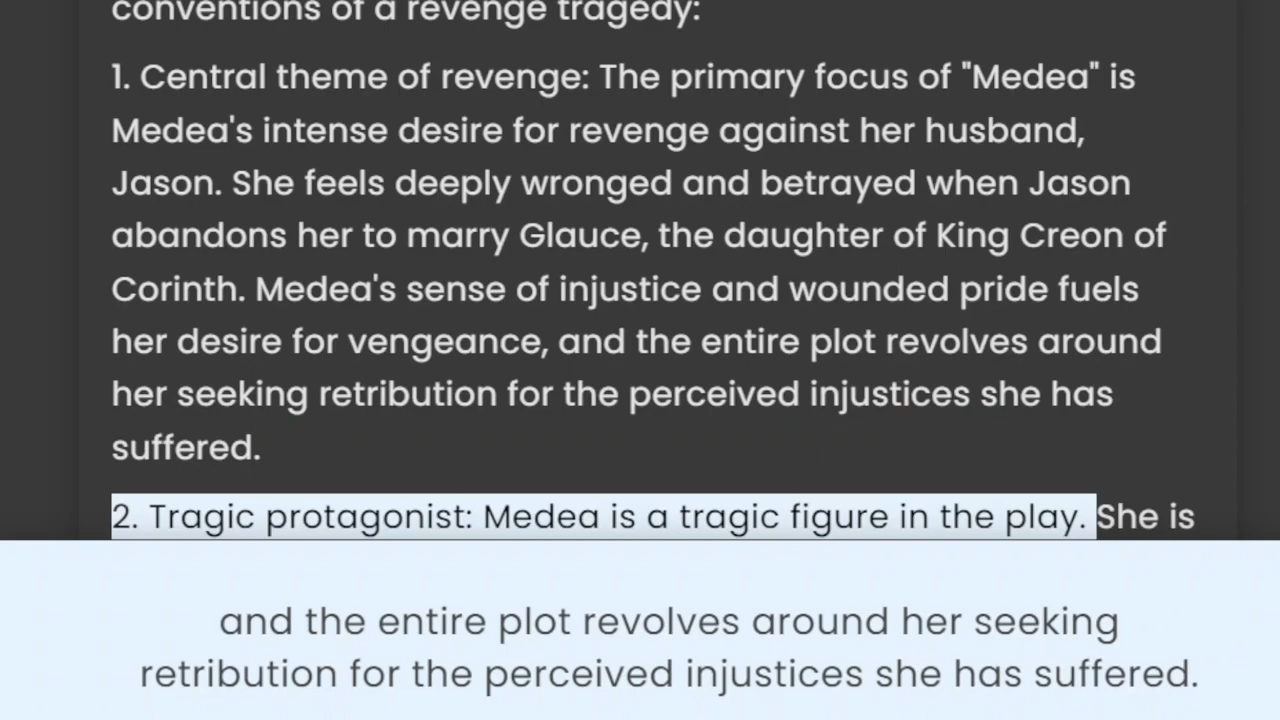 conventions of a revenge tragedy:
1. Central theme of revenge: The primary focus of "Medea" is
Medea's intense desire for revenge against her husband,
Jason. She feels deeply wronged and betrayed when Jason
abandons her to marry Glauce, the daughter of King Creon of
Corinth. Medea's sense of injustice and wounded pride fuels
her desire for vengeance, and the entire plot revolves around
her seeking retribution for the perceived injustices she has
suffered.
2. Tragic protagonist: Medea is a tragic figure in the play. She is
and the entire plot revolves around her seeking
retribution for the perceived injustices she has suffered.